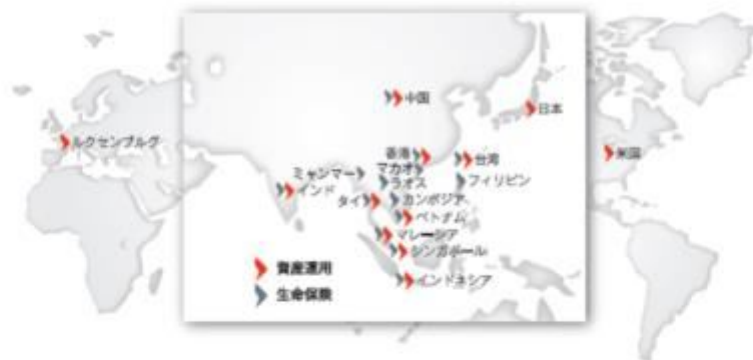 中国
日本
ルクセンブルグ
香港
台湾
米国
ミャンマー
マカオ
インド
ラオス
フィリピン
タイ
カンボジア
ベトナム
マレーシア
シンガポール
資産運用
インドネシア
生命保険